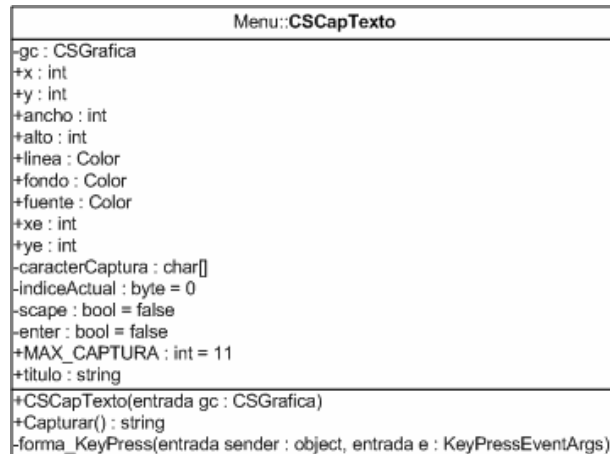 Menu::CSCapTexto
-gc : CSGrafica
+x : int
+y : int
+ancho : int
+alto : int
+linea : Color
+fondo : Color
+fuente : Color
+xe : int
+ye : int
-caracterCaptura : char[]
-indiceActual : byte = 0
-scape : bool = false
-enter : bool = false
+MAX_CAPTURA : int = 11
+titulo : string
+CSCapTexto(entrada gc : CSGrafica)
+Capturar() : string
-forma_KeyPress(entrada sender : object, entrada e : KeyPressEventArgs)